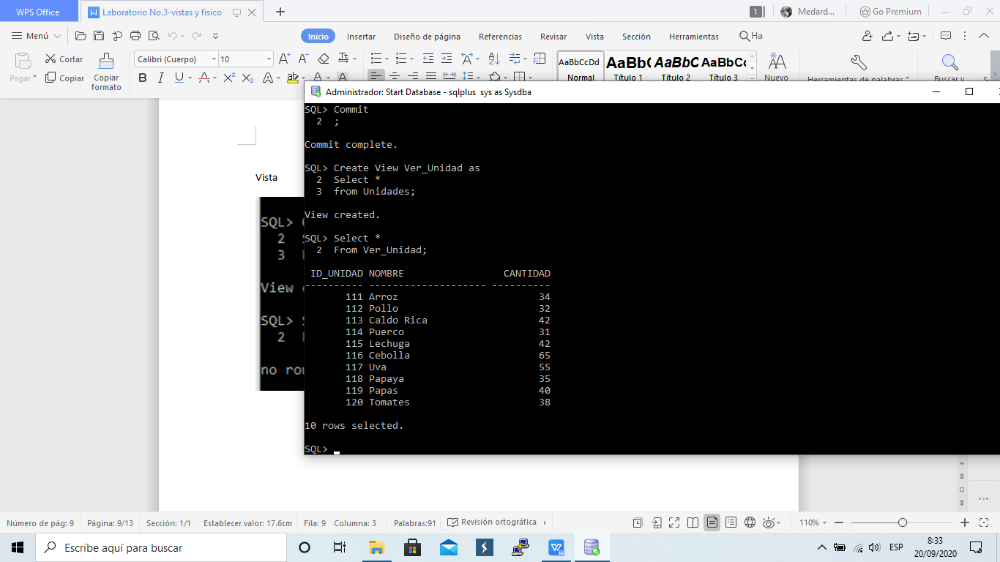 WPS Office
Laboratorio No.3-vistas y fisico
1
Medard...
Go Premium
Menú
Inicio
Insertar
Diseño de página
Referencias
Revisar
Vista
Sección
Herramientas
Ha
Pegar
Cortar
Copiar
Copiar
formato
Calibri (Cuerpo)
10
AaBbCcDd
Normal
AaBb(
Título 1
AaBbC
Título 2
AaBbCc
Título 3
Nuevo
Herramientas de palabras
Buscar y
Administrador: Start Database - sqlplus sys as Sysdba
Vista
SQL>
2
3
View
SQL>
2
no
SQL> Commit
2 ;
Commit complete.
SQL> Create View Ver_Unidad as
2 Select *
3 from Unidades;
View created.
SQL> Select *
2 From Ver_Unidad;
ID_UNIDAD NOMBRE CANTIDAD
---------- -------------------- ----------
111 Arroz 34
112 Pollo 32
113 Caldo Rica 42
114 Puerco 31
115 Lechuga 42
116 Cebolla 65
117 Uva 55
118 Papaya 35
119 Papas 40
120 Tomates 38
10 rows selected.
SQL>
Número de pág: 9 Página: 9/13 Sección: 1/1 Establecer valor: 17.6cm Fila: 9 Columna: 3 Palabras:91 Revisión ortográfica 110%
Escribe aquí para buscar
ESP
8:33
20/09/2020